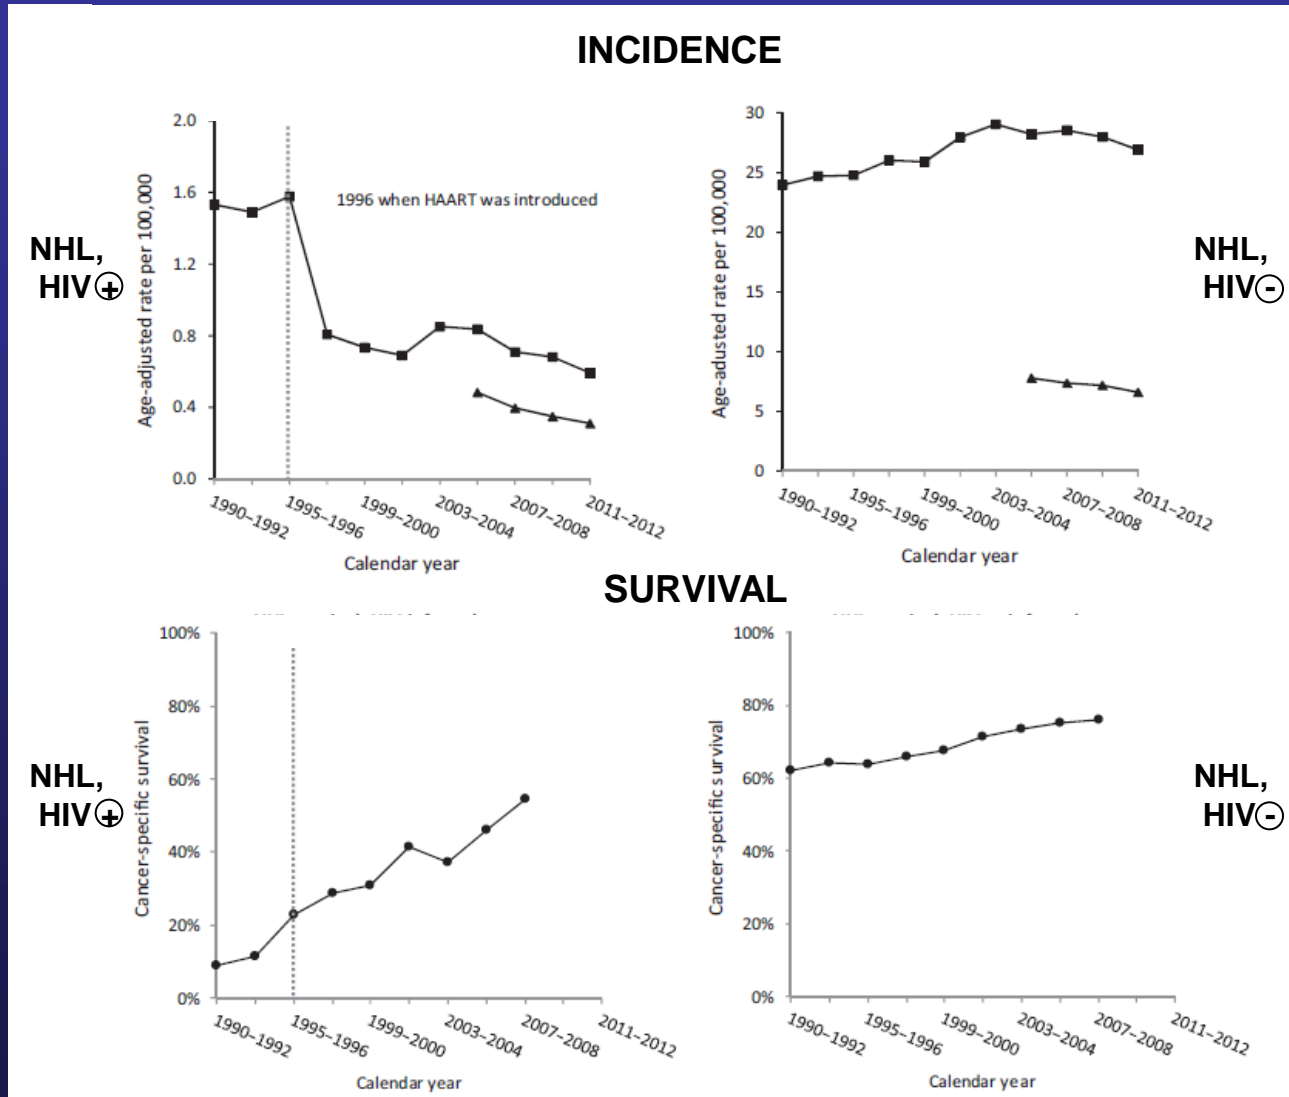 INCIDENCE
NHL,
HIV+
Age-adjusted rate per 100,000
2.0
1.6
1.2
0.8
0.4
0.0
1996 when HAART was introduced
1990–1992
1995–1996
1999–2000
2003–2004
2007–2008
2011–2012
Calendar year
Age-adusted rate per 100,000
30
25
20
15
10
5
0
1990–1992
1995–1996
1999–2000
2003–2004
2007–2008
2011–2012
Calendar year
NHL,
HIV-
SURVIVAL
NHL,
HIV+
Cancer-specific survival
100%
80%
60%
40%
20%
0%
1990–1992
1995–1996
1999–2000
2003–2004
2007–2008
2011–2012
Calendar year
Cancer-specific survival
100%
80%
60%
40%
20%
0%
1990–1992
1995–1996
1999–2000
2003–2004
2007–2008
2011–2012
Calendar year
NHL,
HIV-